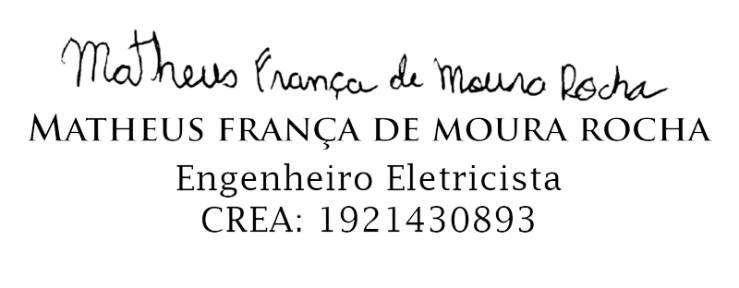 Matheus França de Moura Rocha
MATHEUS FRANÇA DE MOURA ROCHA
Engenheiro Eletricista
CREA: 1921430893